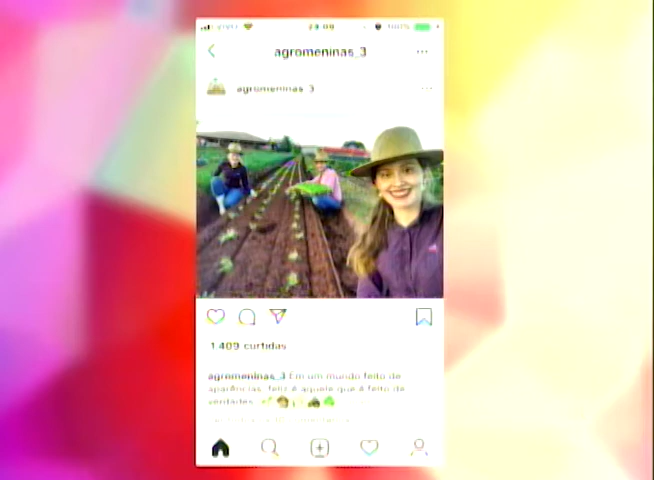 agromeninas_3
agromeninas_3
1.409 curtidas
agromeninas_3 Em um mundo feito de
aparências, feliz é aquele que é feito de
verdades